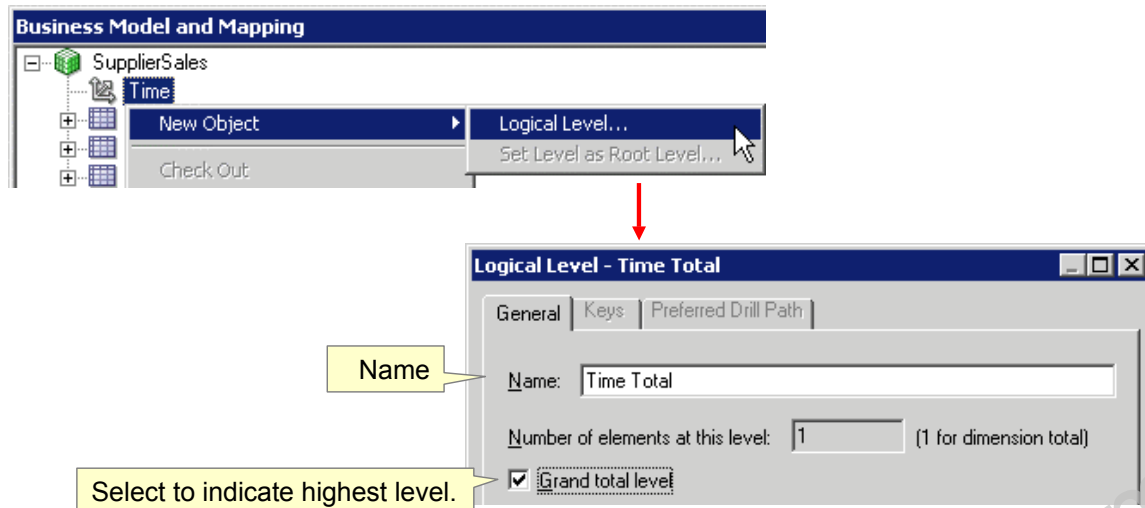 Business Model and Mapping
SupplierSales
Time
New Object
Logical Level...
Set Level as Root Level...
Check Out
Logical Level - Time Total
General
Keys
Preferred Drill Path
Name
Name:
Time Total
Number of elements at this level:
1
(1 for dimension total)
Select to indicate highest level.
Grand total level